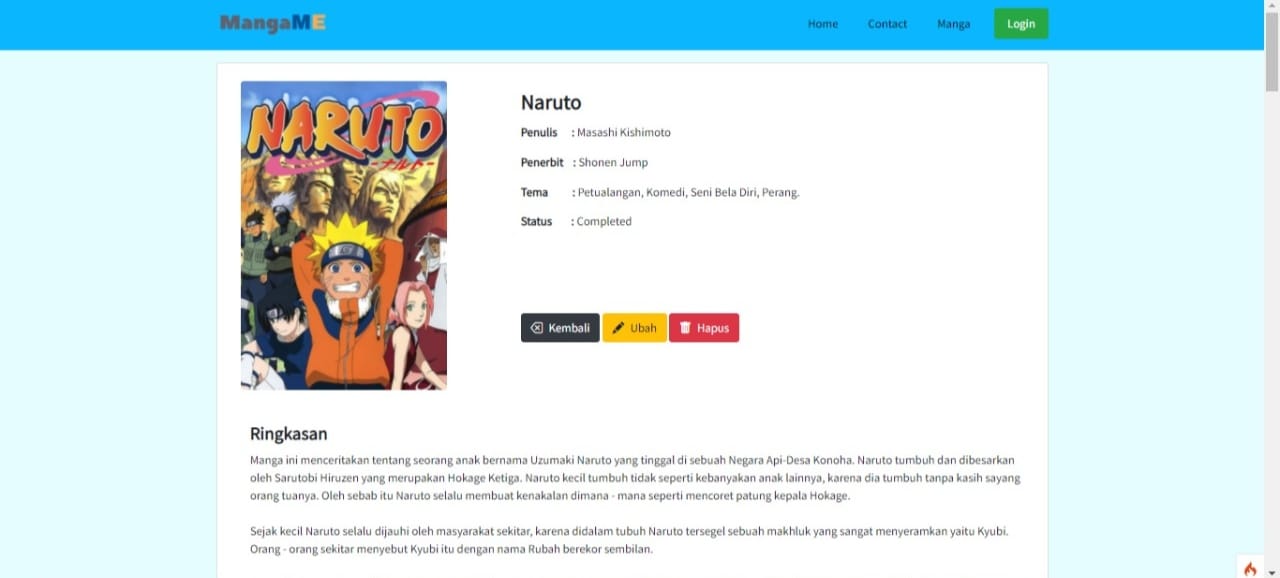 MangaME
Home Contact Manga Login
NARUTO
-ナルト-
Naruto
Penulis : Masashi Kishimoto
Penerbit : Shonen Jump
Tema : Petualangan, Komedi, Seni Bela Diri, Perang.
Status : Completed
Kembali Ubah Hapus
Ringkasan
Manga ini menceritakan tentang seorang anak bernama Uzumaki Naruto yang tinggal di sebuah Negara Api-Desa Konoha. Naruto tumbuh dan dibesarkan
oleh Sarutobi Hiruzen yang merupakan Hokage Ketiga. Naruto kecil tumbuh tidak seperti kebanyakan anak lainnya, karena dia tumbuh tanpa kasih sayang
orang tuanya. Oleh sebab itu Naruto selalu membuat kenakalan dimana - mana seperti mencoret patung kepala Hokage.
Sejak kecil Naruto selalu dijauhi oleh masyarakat sekitar, karena didalam tubuh Naruto tersegel sebuah makhluk yang sangat menyeramkan yaitu Kyubi.
Orang - orang sekitar menyebut Kyubi itu dengan nama Rubah berekor sembilan.